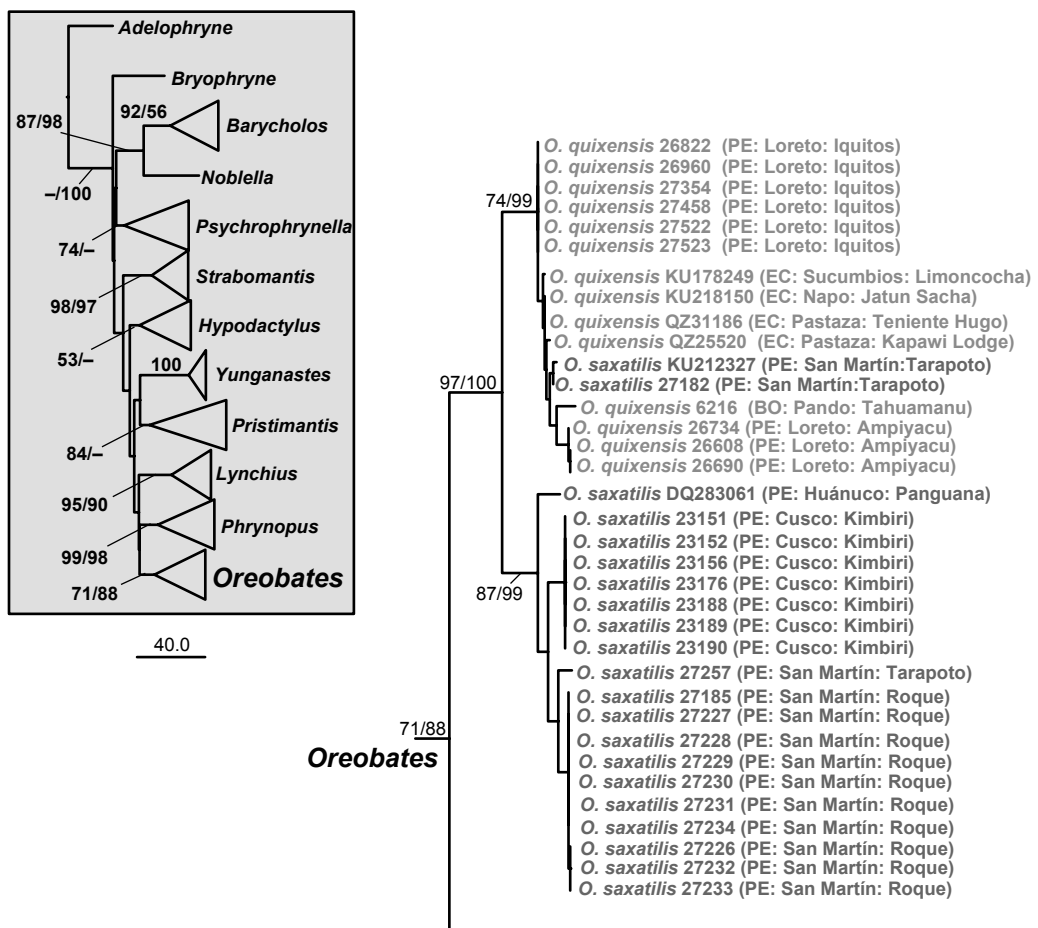 Adelophryne
Bryophryne
92/56
87/98
Barycholos
Noblella
–/100
Psychrophrynella
74/–
Strabomantis
98/97
Hypodactylus
53/–
100
Yunganastes
Pristimantis
84/–
Lynchius
95/90
Phrynopus
99/98
Oreobates
71/88
40.0
O. quixensis 26822 (PE: Loreto: Iquitos)
O. quixensis 26960 (PE: Loreto: Iquitos)
O. quixensis 27354 (PE: Loreto: Iquitos)
74/99
O. quixensis 27458 (PE: Loreto: Iquitos)
O. quixensis 27522 (PE: Loreto: Iquitos)
O. quixensis 27523 (PE: Loreto: Iquitos)
O. quixensis KU178249 (EC: Sucumbios: Limoncocha)
O. quixensis KU218150 (EC: Napo: Jatun Sacha)
O. quixensis QZ31186 (EC: Pastaza: Teniente Hugo)
O. quixensis QZ25520 (EC: Pastaza: Kapawi Lodge)
O. saxatilis KU212327 (PE: San Martín:Tarapoto)
97/100
O. saxatilis 27182 (PE: San Martín:Tarapoto)
O. quixensis 6216 (BO: Pando: Tahuamanu)
O. quixensis 26734 (PE: Loreto: Ampiyacu)
O. quixensis 26608 (PE: Loreto: Ampiyacu)
O. quixensis 26690 (PE: Loreto: Ampiyacu)
O. saxatilis DQ283061 (PE: Huánuco: Panguana)
O. saxatilis 23151 (PE: Cusco: Kimbiri)
O. saxatilis 23152 (PE: Cusco: Kimbiri)
O. saxatilis 23156 (PE: Cusco: Kimbiri)
O. saxatilis 23176 (PE: Cusco: Kimbiri)
87/99
O. saxatilis 23188 (PE: Cusco: Kimbiri)
O. saxatilis 23189 (PE: Cusco: Kimbiri)
O. saxatilis 23190 (PE: Cusco: Kimbiri)
O. saxatilis 27257 (PE: San Martín: Tarapoto)
O. saxatilis 27185 (PE: San Martín: Roque)
O. saxatilis 27227 (PE: San Martín: Roque)
71/88
Oreobates
O. saxatilis 27228 (PE: San Martín: Roque)
O. saxatilis 27229 (PE: San Martín: Roque)
O. saxatilis 27230 (PE: San Martín: Roque)
O. saxatilis 27231 (PE: San Martín: Roque)
O. saxatilis 27234 (PE: San Martín: Roque)
O. saxatilis 27226 (PE: San Martín: Roque)
O. saxatilis 27232 (PE: San Martín: Roque)
O. saxatilis 27233 (PE: San Martín: Roque)